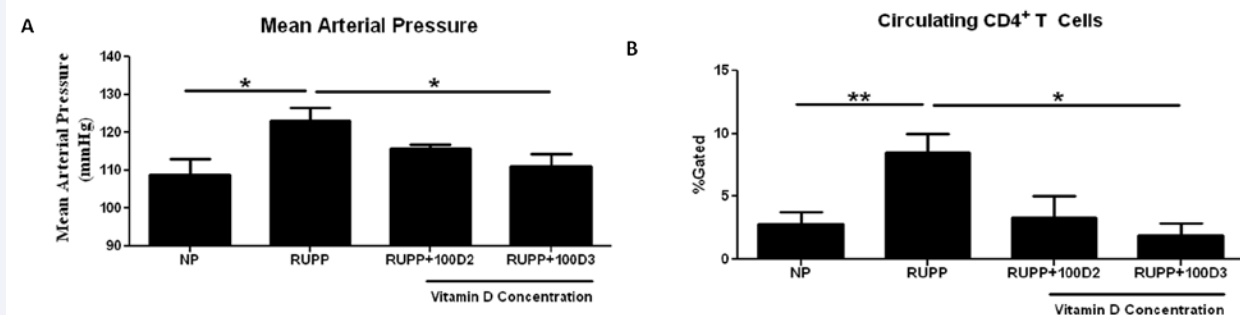 A
Mean Arterial Pressure
Mean Arterial Pressure
(mmHg)
140
130
120
110
100
90
*
*
NP
RUPP
RUPP+100D2
RUPP+100D3
Vitamin D Concentration
B
Circulating CD4⁺ T Cells
%Gated
15
10
5
0
**
*
NP
RUPP
RUPP+100D2
RUPP+100D3
Vitamin D Concentration